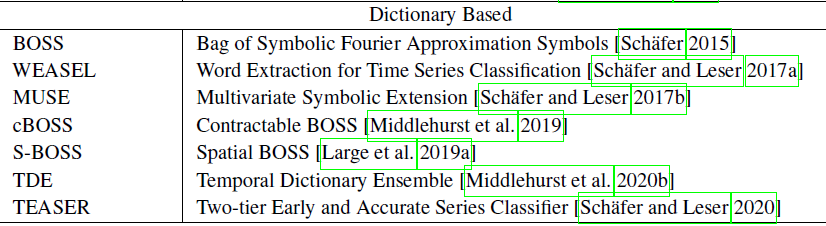 Dictionary Based
BOSS Bag of Symbolic Fourier Approximation Symbols [Schäfer 2015]
WEASEL Word Extraction for Time Series Classification [Schäfer and Leser 2017a]
MUSE Multivariate Symbolic Extension [Schäfer and Leser 2017b]
cBOSS Contractable BOSS [Middlehurst et al. 2019]
S-BOSS Spatial BOSS [Large et al. 2019a]
TDE Temporal Dictionary Ensemble [Middlehurst et al. 2020b]
TEASER Two-tier Early and Accurate Series Classifier [Schäfer and Leser 2020]